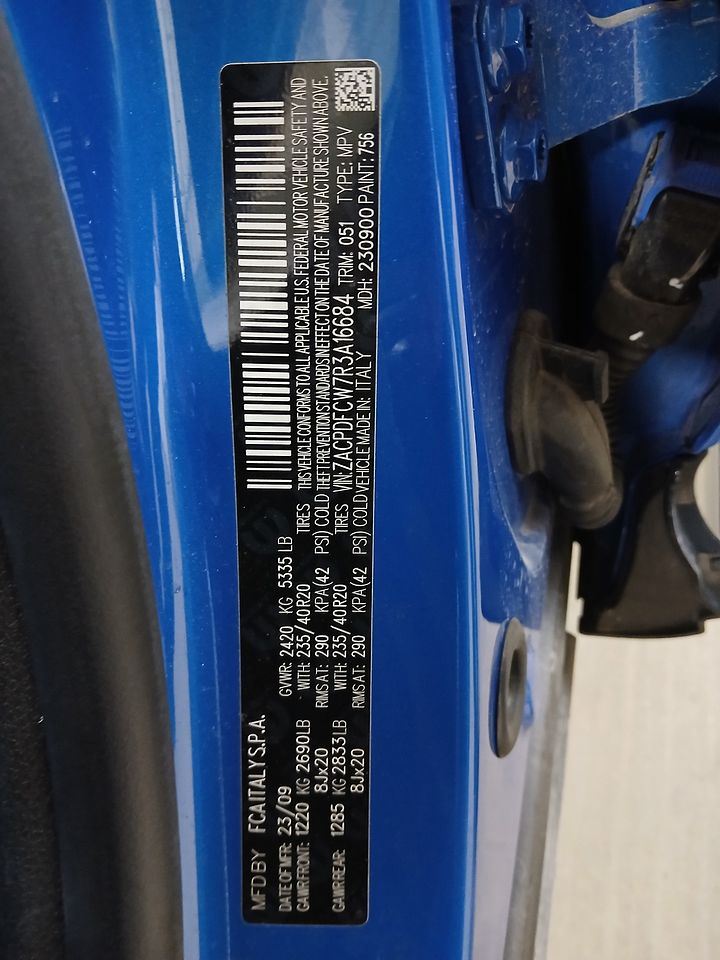 MFD BY FCA ITALY S.P.A.
DATE OF MFR: 23/09 GVWR: 2420 KG 5335 LB
GAWR FRONT: 1220 KG 2690LB WITH: 235/40R20 TIRES THIS VEHICLE CONFORMS TO ALL APPLICABLE U.S. FEDERAL MOTOR VEHICLE SAFETY AND
8Jx20 RIMS AT: 290 KPA(42 PSI) COLD THEFT PREVENTION STANDARDS IN EFFECT ON THE DATE OF MANUFACTURE SHOWN ABOVE.
GAWR REAR: 1285 KG 2833LB WITH: 235/40R20 TIRES VIN: ZACPDFCW7R3A16684 TRIM: 051 TYPE: MPV
8Jx20 RIMS AT: 290 KPA(42 PSI) COLD VEHICLE MADE IN: ITALY MDH: 230900 PAINT: 756